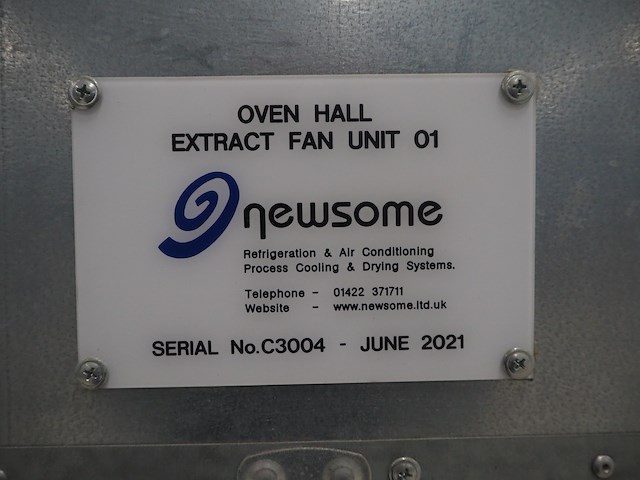 OVEN HALL
EXTRACT FAN UNIT 01
newsome
Refrigeration & Air Conditioning
Process Cooling & Drying Systems.
Telephone - 01422 371711
Website - www.newsome.ltd.uk
SERIAL No.C3004 - JUNE 2021